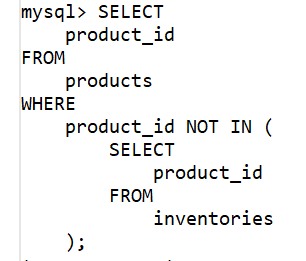 mysql> SELECT
    product_id
FROM
    products
WHERE
    product_id NOT IN (
        SELECT
            product_id
        FROM
            inventories
    );